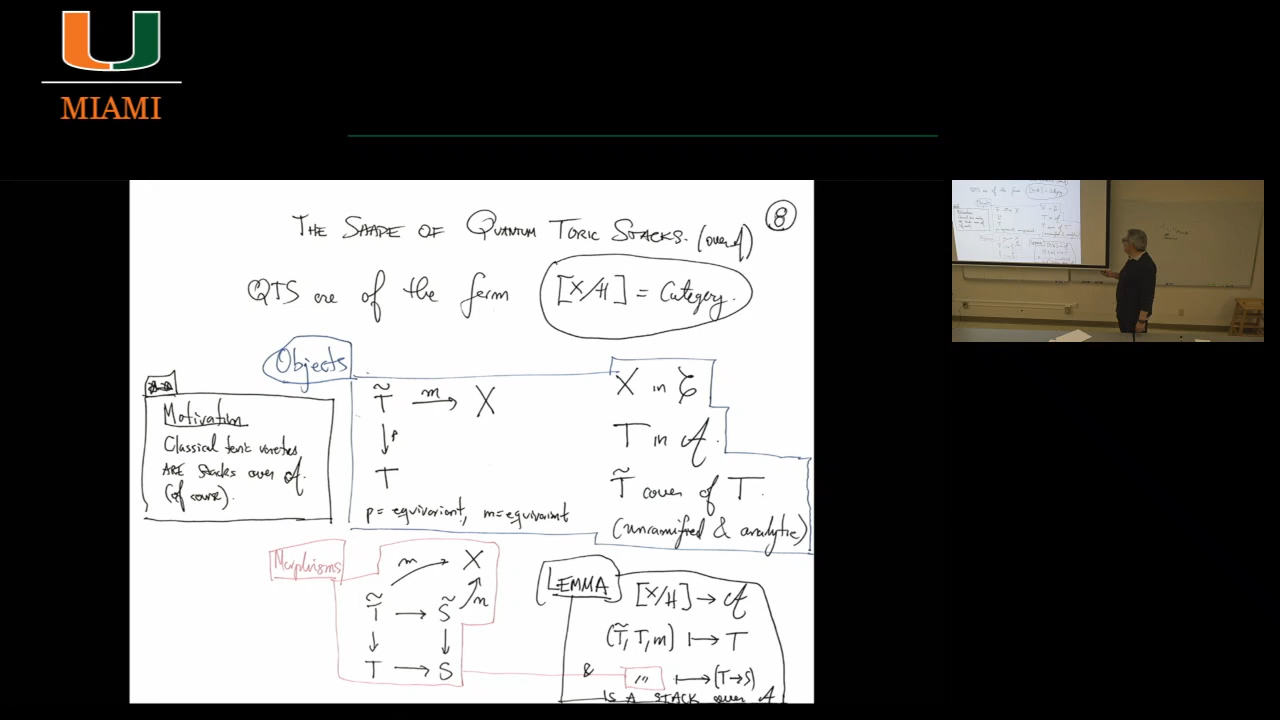 MIAMI
THE SHAPE OF QUANTUM TORIC STACKS. (over A)
8
QTS are of the form [X/H] = Category.
Objects
T̃ m→ X
↓p
T
p = equivariant, m = equivariant
X in C
T in A.
T̃ cover of T.
(unramified & analytic)
Motivation
Classical toric varieties
ARE stacks over A.
(of course).
Morphisms
m X
T̃ → S̃ m
↓ ↓
T → S
LEMMA
[X/H] → A
(T̃, T, m) ↦ T
& ,,, ↦ (T→S)
IS A STACK over A